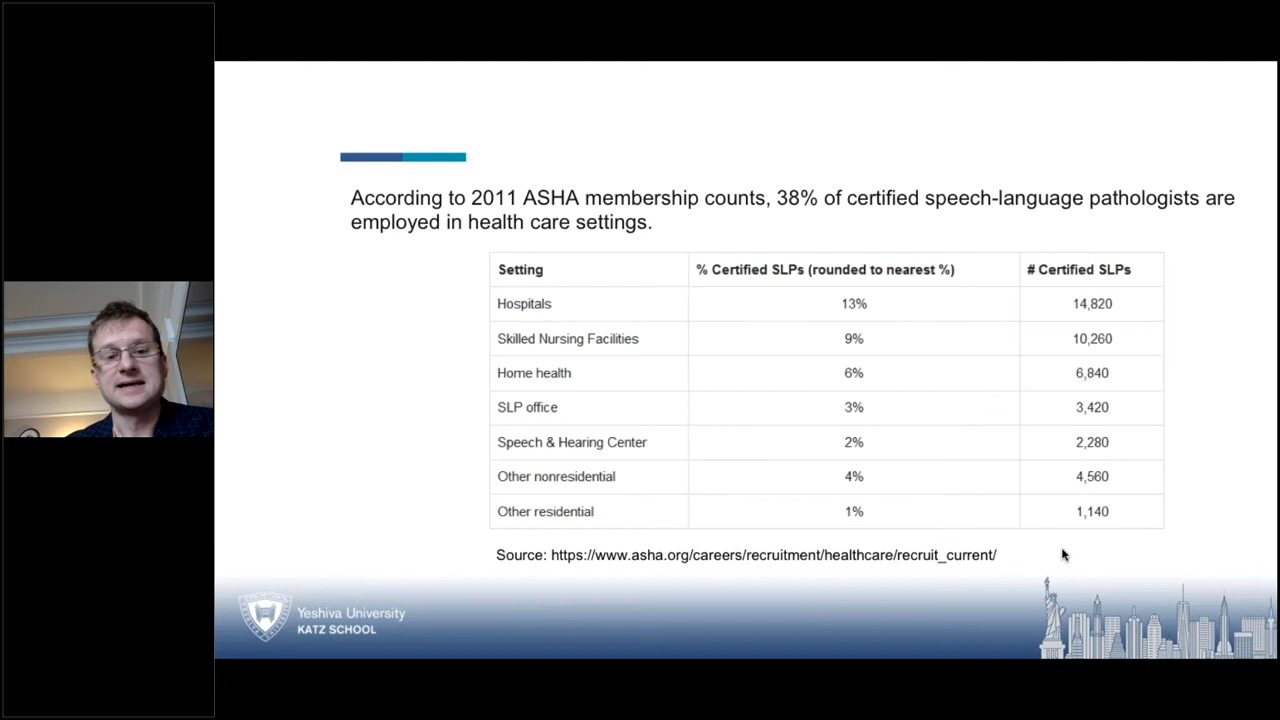 According to 2011 ASHA membership counts, 38% of certified speech-language pathologists are
employed in health care settings.
Setting % Certified SLPs (rounded to nearest %) # Certified SLPs
Hospitals 13% 14,820
Skilled Nursing Facilities 9% 10,260
Home health 6% 6,840
SLP office 3% 3,420
Speech & Hearing Center 2% 2,280
Other nonresidential 4% 4,560
Other residential 1% 1,140
Source: https://www.asha.org/careers/recruitment/healthcare/recruit_current/
Yeshiva University
KATZ SCHOOL